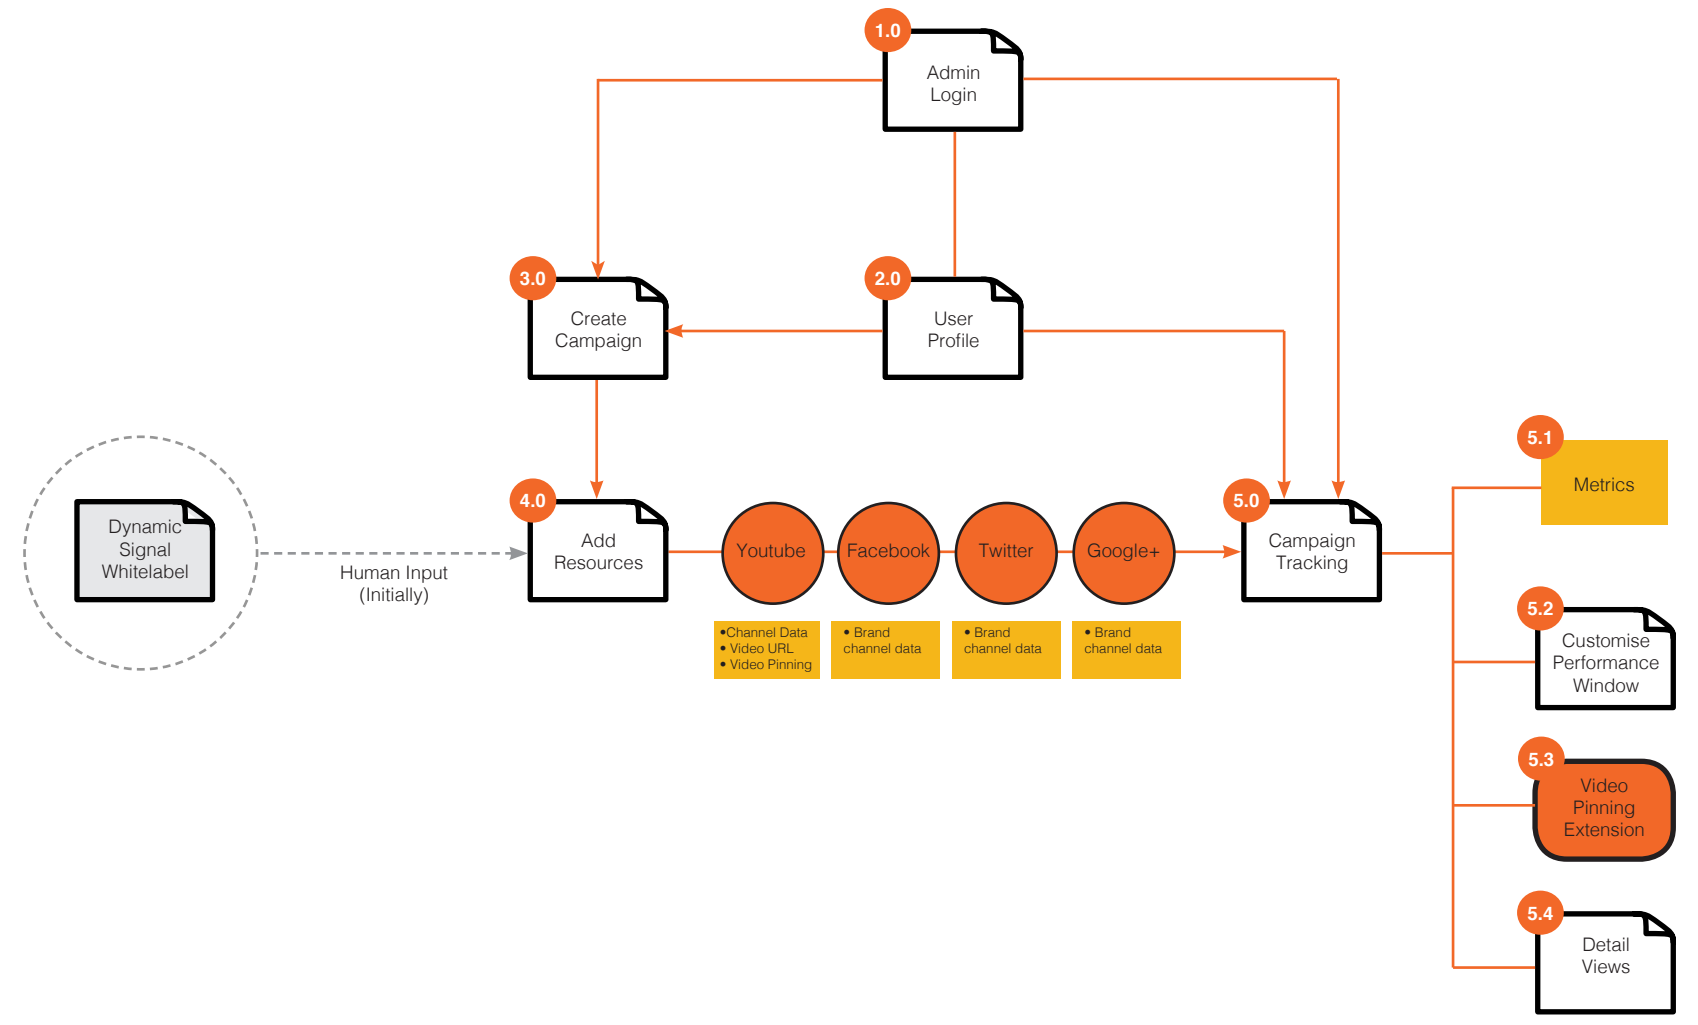 1.0
Admin
Login
3.0
Create
Campaign
2.0
User
Profile
Dynamic
Signal
Whitelabel
Human Input
(Initially)
4.0
Add
Resources
Youtube
Facebook
Twitter
Google+
•Channel Data
• Video URL
• Video Pinning
• Brand
channel data
• Brand
channel data
• Brand
channel data
5.0
Campaign
Tracking
5.1
Metrics
5.2
Customise
Performance
Window
5.3
Video
Pinning
Extension
5.4
Detail
Views